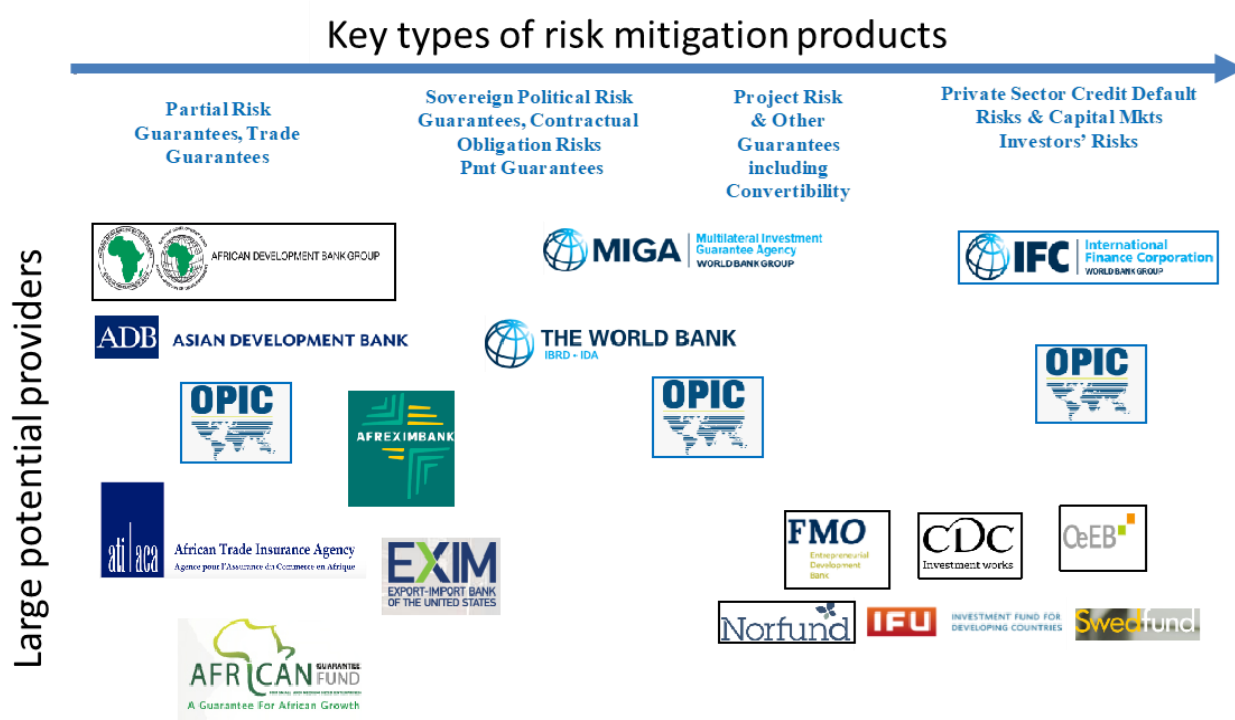 Key types of risk mitigation products
Partial Risk
Guarantees, Trade
Guarantees
Sovereign Political Risk
Guarantees, Contractual
Obligation Risks
Pmt Guarantees
Project Risk
& Other
Guarantees
including
Convertibility
Private Sector Credit Default
Risks & Capital Mkts
Investors' Risks
Large potential providers
AFRICAN DEVELOPMENT BANK GROUP
MIGA
Multilateral Investment
Guarantee Agency
WORLD BANK GROUP
IFC
International
Finance Corporation
WORLD BANK GROUP
ADB
ASIAN DEVELOPMENT BANK
THE WORLD BANK
IBRD • IDA
OPIC
AFREXIMBANK
OPIC
OPIC
ati aca
African Trade Insurance Agency
Agence pour l'Assurance du Commerce en Afrique
EXIM
EXPORT-IMPORT BANK
OF THE UNITED STATES
FMO
Entrepreneurial
Development
Bank
CDC
Investment works
OeEB
Norfund
IFU
INVESTMENT FUND FOR
DEVELOPING COUNTRIES
Swedfund
AFRICAN
GUARANTEE
FUND
FOR SMALL AND MEDIUM-SIZED ENTERPRISES
A Guarantee For African Growth